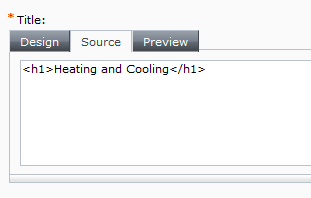 * Title:
Design Source Preview
<h1>Heating and Cooling</h1>